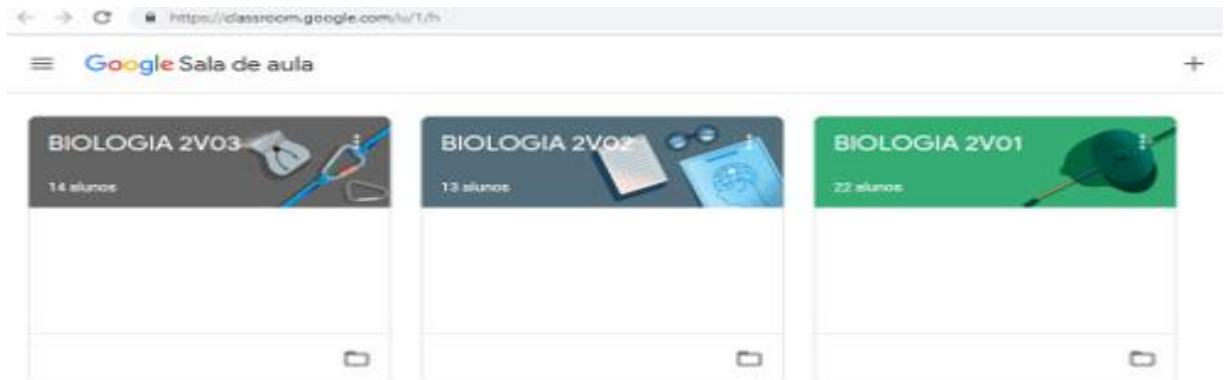 https://classroom.google.com/u/1/h
Google Sala de aula
BIOLOGIA 2V03
14 alunos
BIOLOGIA 2V02
13 alunos
BIOLOGIA 2V01
22 alunos